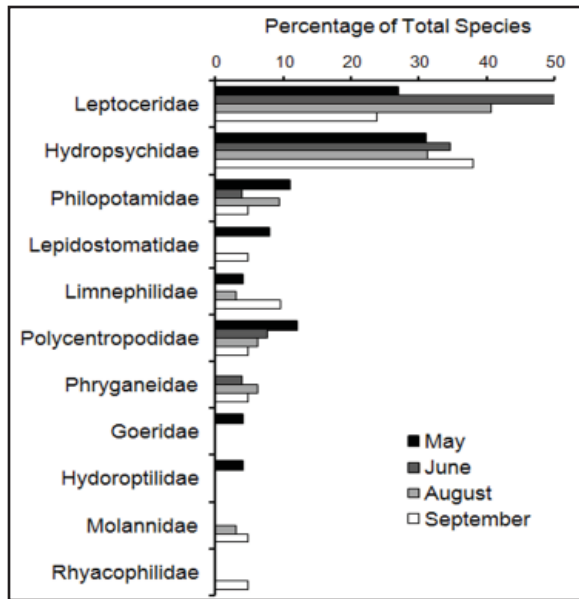 Percentage of Total Species
0 10 20 30 40 50
Leptoceridae
Hydropsychidae
Philopotamidae
Lepidostomatidae
Limnephilidae
Polycentropodidae
Phryganeidae
Goeridae
Hydoroptilidae
Molannidae
Rhyacophilidae
May
June
August
September